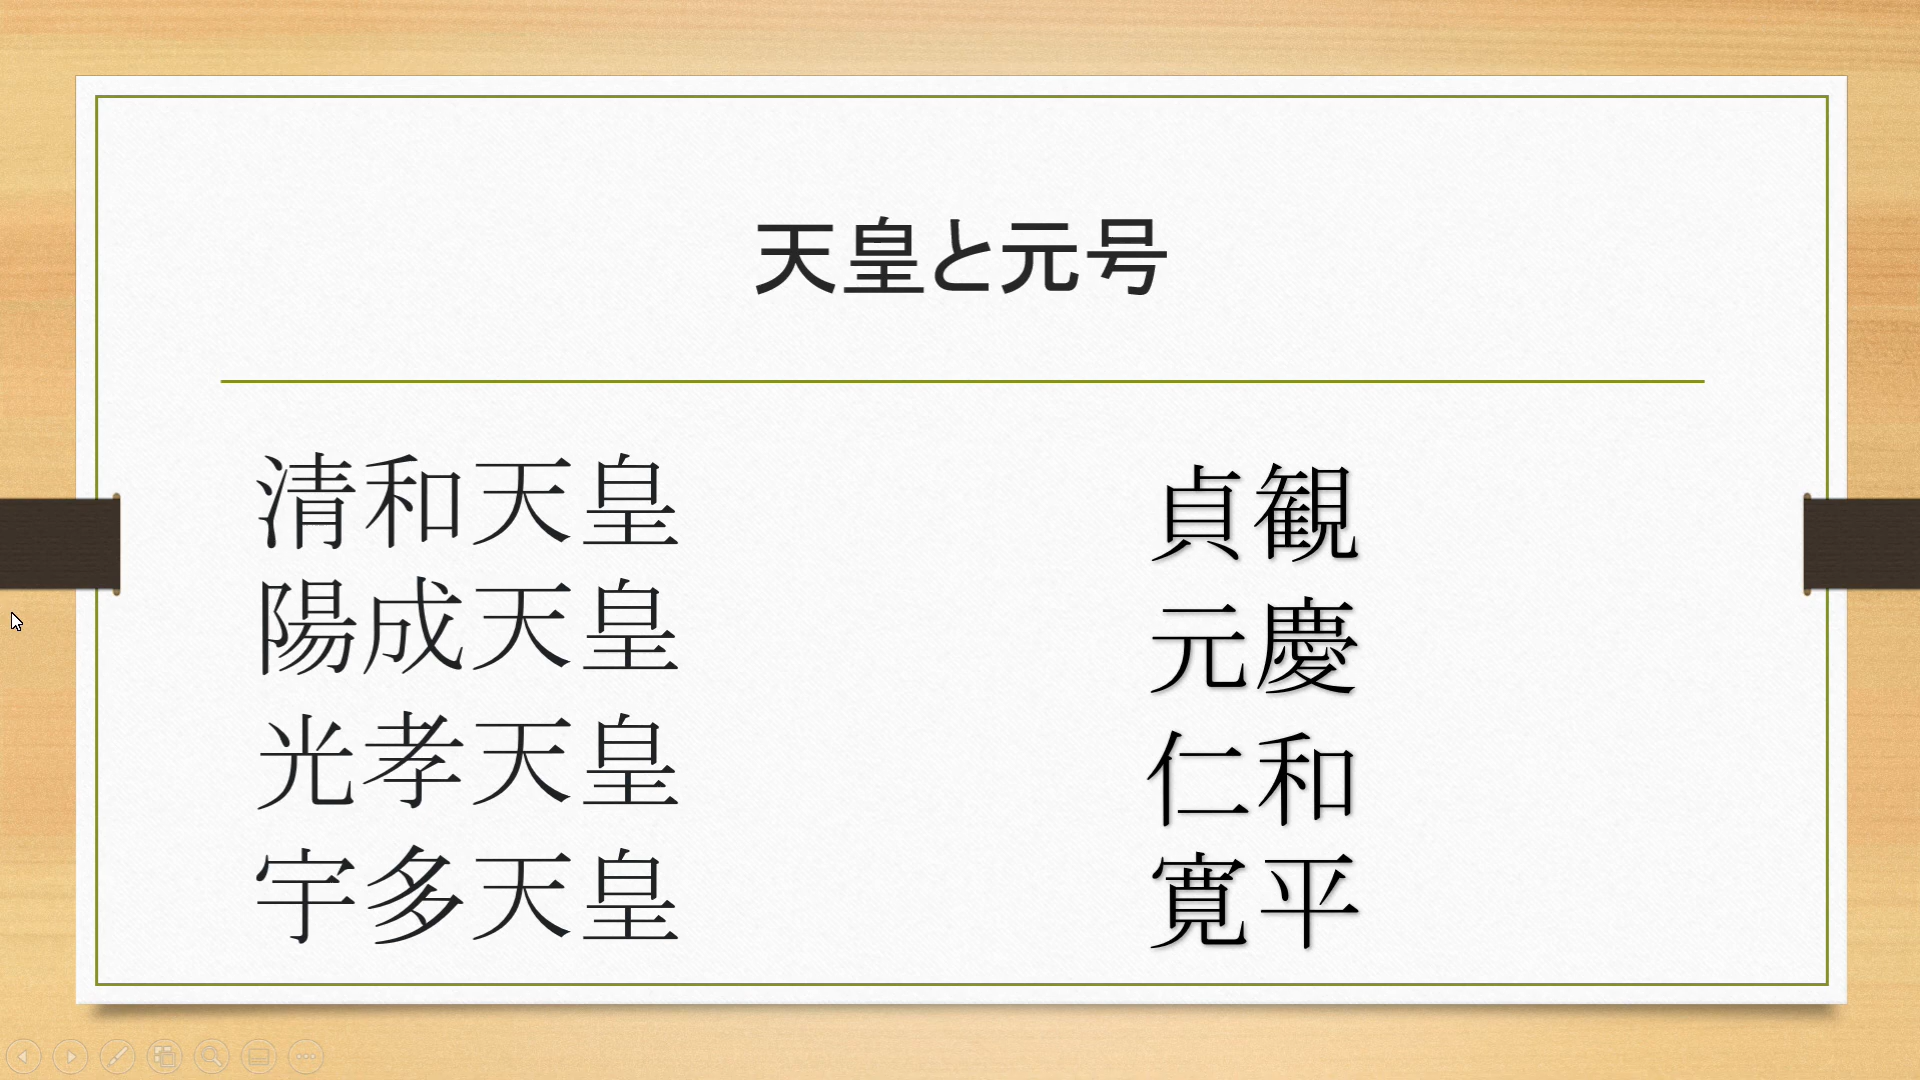 天皇と元号
清和天皇 貞観
陽成天皇 元慶
光孝天皇 仁和
宇多天皇 寛平